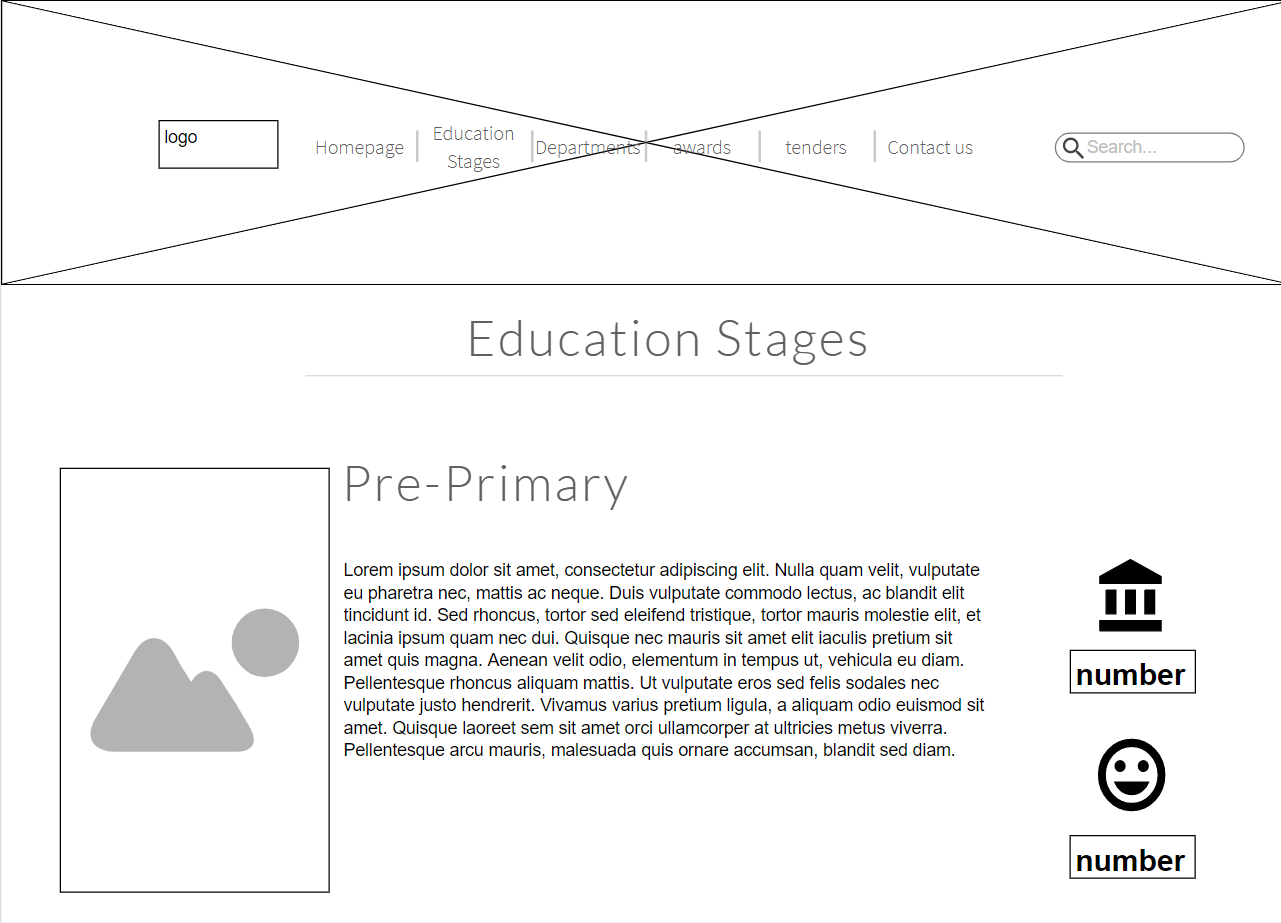 logo
Homepage
Education
Stages
Departments
awards
tenders
Contact us
Search...
Education Stages
Pre-Primary
Lorem ipsum dolor sit amet, consectetur adipiscing elit. Nulla quam velit, vulputate
eu pharetra nec, mattis ac neque. Duis vulputate commodo lectus, ac blandit elit
tincidunt id. Sed rhoncus, tortor sed eleifend tristique, tortor mauris molestie elit, et
lacinia ipsum quam nec dui. Quisque nec mauris sit amet elit iaculis pretium sit
amet quis magna. Aenean velit odio, elementum in tempus ut, vehicula eu diam.
Pellentesque rhoncus aliquam mattis. Ut vulputate eros sed felis sodales nec
vulputate justo hendrerit. Vivamus varius pretium ligula, a aliquam odio euismod sit
amet. Quisque laoreet sem sit amet orci ullamcorper at ultricies metus viverra.
Pellentesque arcu mauris, malesuada quis ornare accumsan, blandit sed diam.
number
number